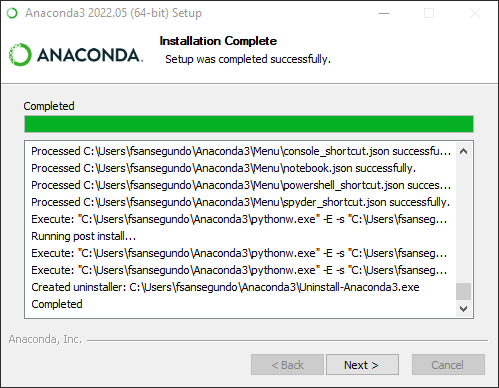 Anaconda3 2022.05 (64-bit) Setup
ANACONDA.
Installation Complete
Setup was completed successfully.
Completed
Processed C:\Users\fsansegundo\Anaconda3\Menu\console_shortcut.json successfu...
Processed C:\Users\fsansegundo\Anaconda3\Menu\notebook.json successfully.
Processed C:\Users\fsansegundo\Anaconda3\Menu\powershell_shortcut.json succes...
Processed C:\Users\fsansegundo\Anaconda3\Menu\spyder_shortcut.json successfully.
Execute: "C:\Users\fsansegundo\Anaconda3\pythonw.exe" -E -s "C:\Users\fsanseg...
Running post install...
Execute: "C:\Users\fsansegundo\Anaconda3\pythonw.exe" -E -s "C:\Users\fsanseg...
Execute: "C:\Users\fsansegundo\Anaconda3\pythonw.exe" -E -s "C:\Users\fsanseg...
Created uninstaller: C:\Users\fsansegundo\Anaconda3\Uninstall-Anaconda3.exe
Completed
Anaconda, Inc.
< Back Next > Cancel